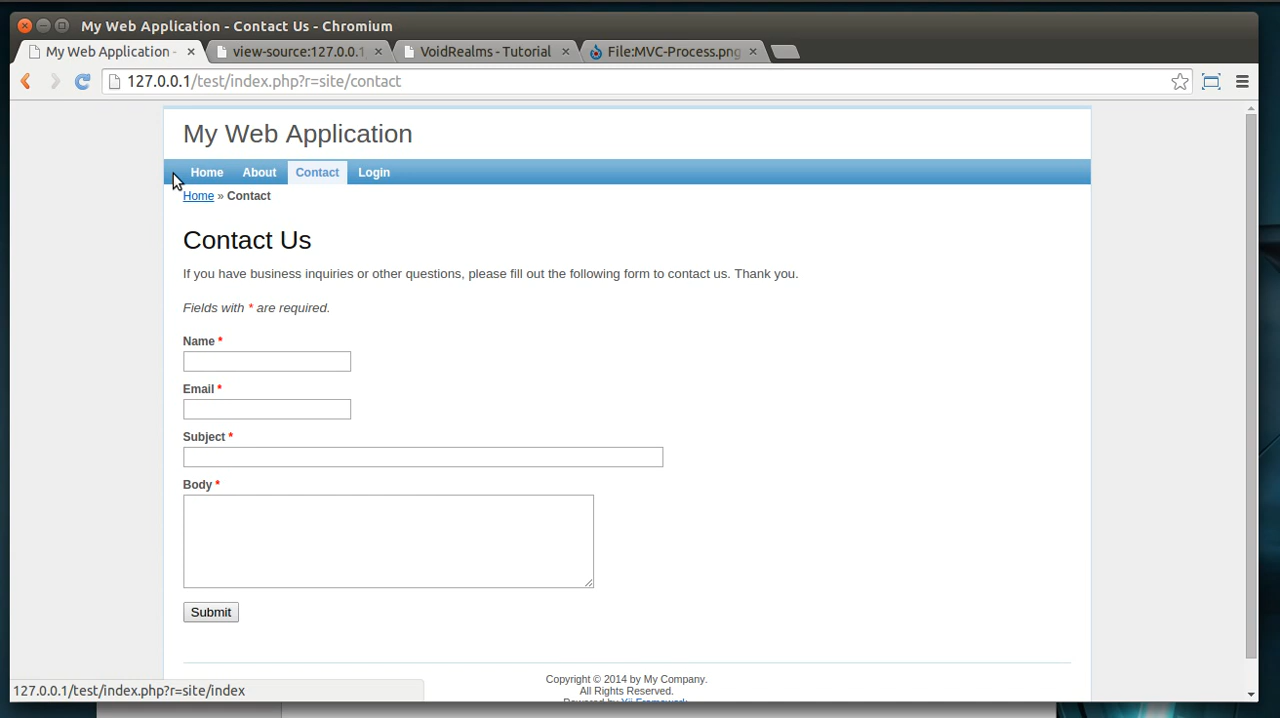 My Web Application - Contact Us - Chromium
My Web Application -
view-source:127.0.0.1
VoidRealms - Tutorial
File:MVC-Process.png
127.0.0.1/test/index.php?r=site/contact
My Web Application
Home About Contact Login
Home » Contact
Contact Us
If you have business inquiries or other questions, please fill out the following form to contact us. Thank you.
Fields with * are required.
Name *
Email *
Subject *
Body *
Submit
Copyright © 2014 by My Company.
All Rights Reserved.
Powered by Yii Framework.
127.0.0.1/test/index.php?r=site/index